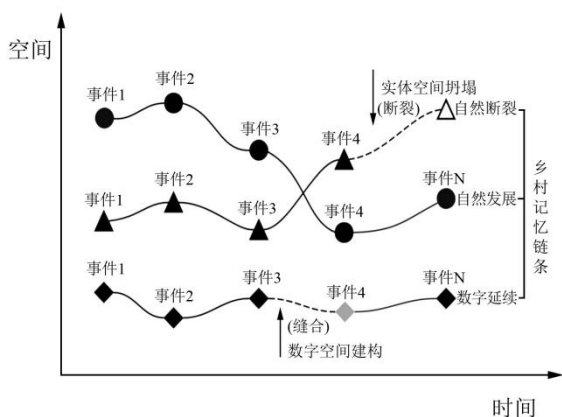 空间
事件1
事件2
事件3
事件4
实体空间坍塌
(断裂)
自然断裂
事件1
事件2
事件3
事件4
事件N
自然发展
事件1
事件2
事件3
事件4
事件N
数字延续
(缝合)
数字空间建构
乡村记忆链条
时间